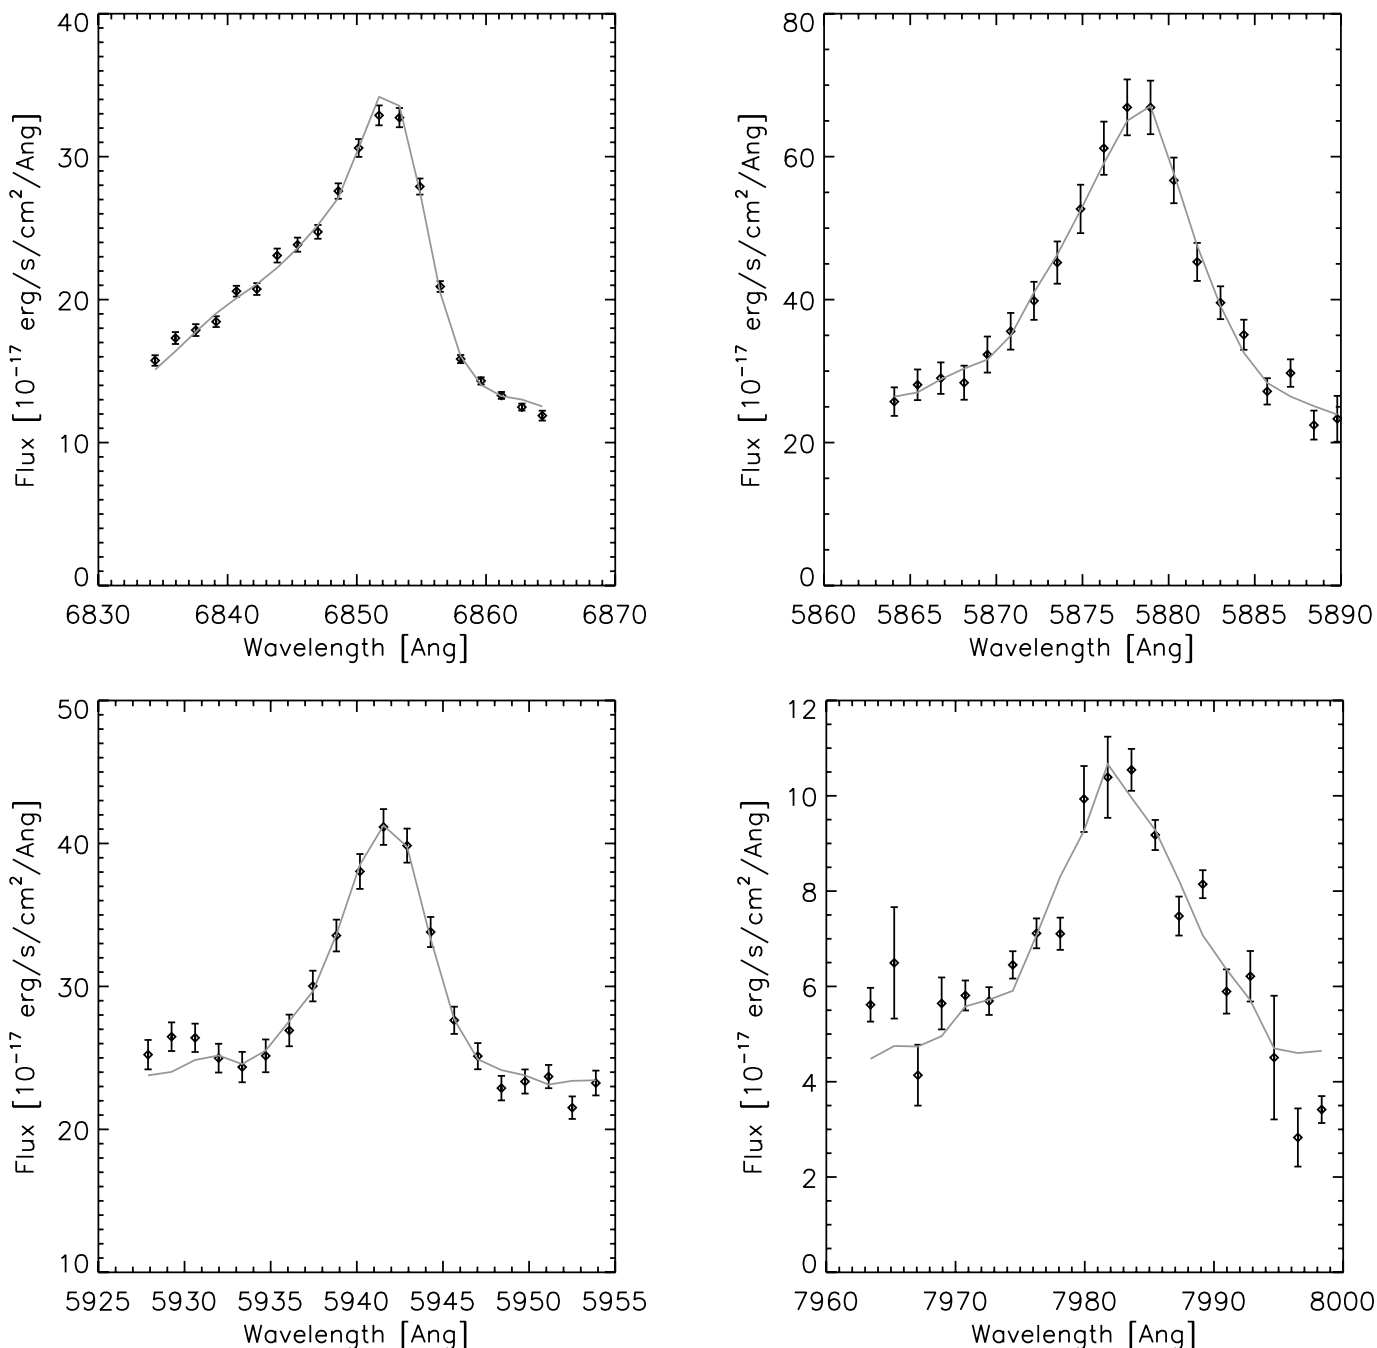 40
30
20
10
0
6830 6840 6850 6860 6870
Wavelength [Ang]
Flux [10⁻¹⁷ erg/s/cm²/Ang]
80
60
40
20
0
5860 5865 5870 5875 5880 5885 5890
Wavelength [Ang]
Flux [10⁻¹⁷ erg/s/cm²/Ang]
50
40
30
20
10
5925 5930 5935 5940 5945 5950 5955
Wavelength [Ang]
Flux [10⁻¹⁷ erg/s/cm²/Ang]
12
10
8
6
4
2
0
7960 7970 7980 7990 8000
Wavelength [Ang]
Flux [10⁻¹⁷ erg/s/cm²/Ang]